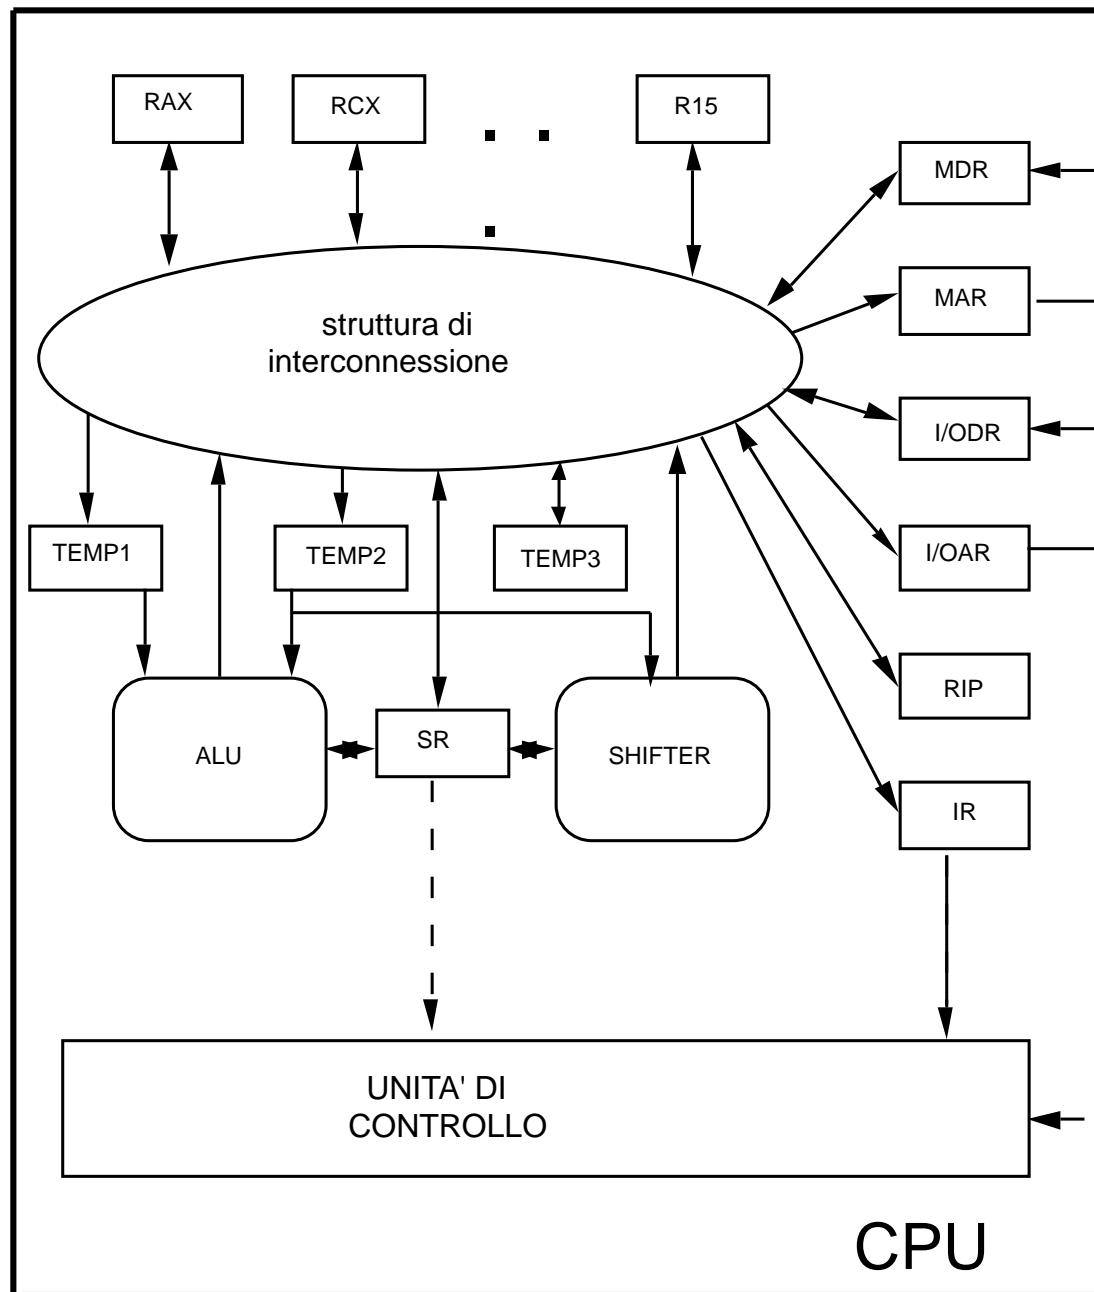 RAX
RCX
R15
MDR
MAR
I/ODR
I/OAR
RIP
IR
struttura di
interconnessione
TEMP1
TEMP2
TEMP3
ALU
SR
SHIFTER
UNITA' DI
CONTROLLO
CPU